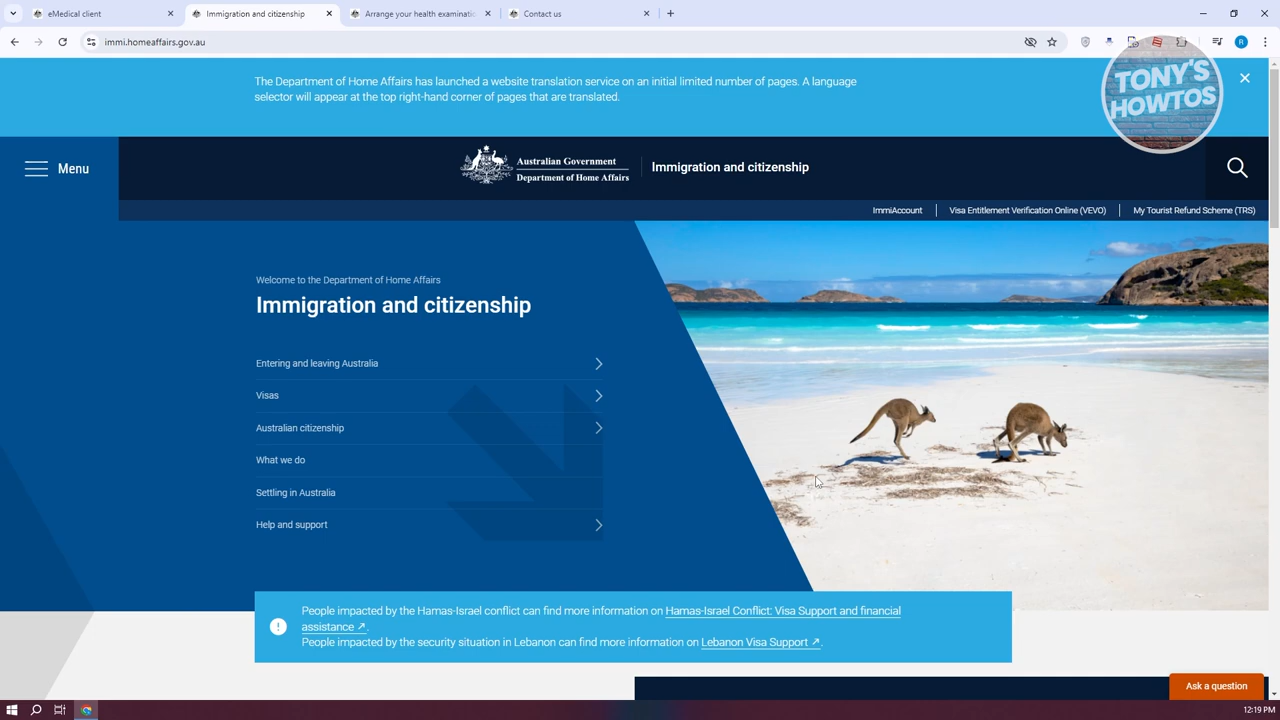 eMedical client
Immigration and citizenship
Arrange your health examinatio
Contact us
immi.homeaffairs.gov.au
R
The Department of Home Affairs has launched a website translation service on an initial limited number of pages. A language
selector will appear at the top right-hand corner of pages that are translated.
TONY'S
HOWTOS
Menu
Australian Government
Department of Home Affairs
Immigration and citizenship
ImmiAccount
Visa Entitlement Verification Online (VEVO)
My Tourist Refund Scheme (TRS)
Welcome to the Department of Home Affairs
Immigration and citizenship
Entering and leaving Australia
Visas
Australian citizenship
What we do
Settling in Australia
Help and support
People impacted by the Hamas-Israel conflict can find more information on Hamas-Israel Conflict: Visa Support and financial
assistance ↗.
People impacted by the security situation in Lebanon can find more information on Lebanon Visa Support ↗.
Ask a question
12:19 PM